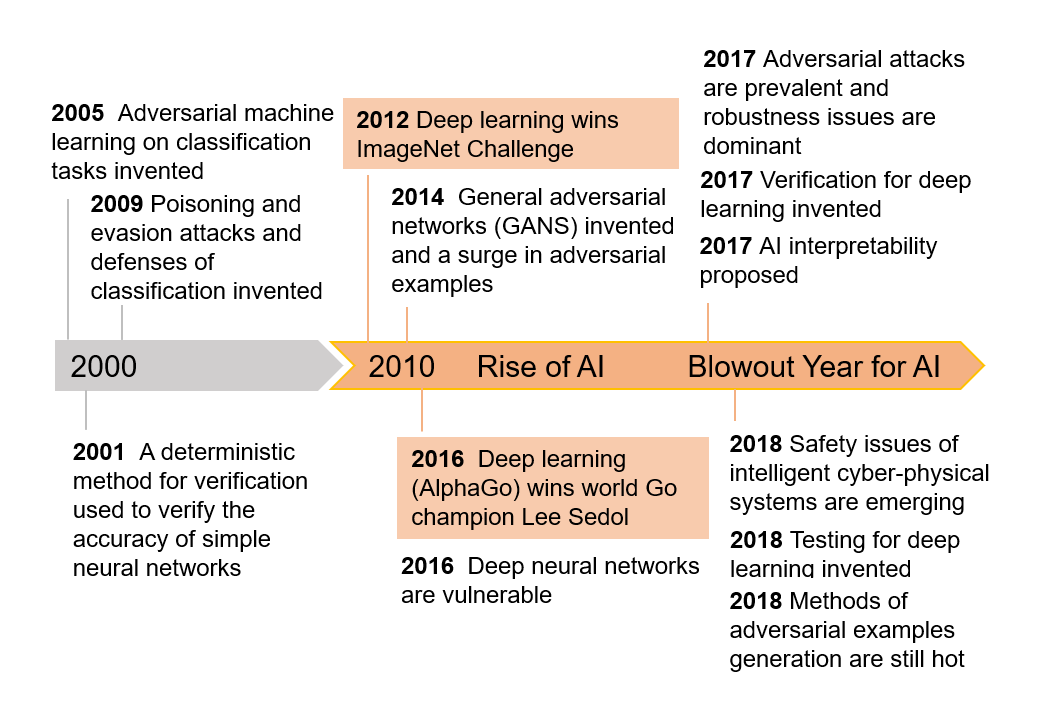 2005 Adversarial machine
learning on classification
tasks invented
2009 Poisoning and
evasion attacks and
defenses of
classification invented
2012 Deep learning wins
ImageNet Challenge
2014 General adversarial
networks (GANS) invented
and a surge in adversarial
examples
2017 Adversarial attacks
are prevalent and
robustness issues are
dominant
2017 Verification for deep
learning invented
2017 AI interpretability
proposed
2000
2010 Rise of AI Blowout Year for AI
2001 A deterministic
method for verification
used to verify the
accuracy of simple
neural networks
2016 Deep learning
(AlphaGo) wins world Go
champion Lee Sedol
2016 Deep neural networks
are vulnerable
2018 Safety issues of
intelligent cyber-physical
systems are emerging
2018 Testing for deep
learning invented
2018 Methods of
adversarial examples
generation are still hot